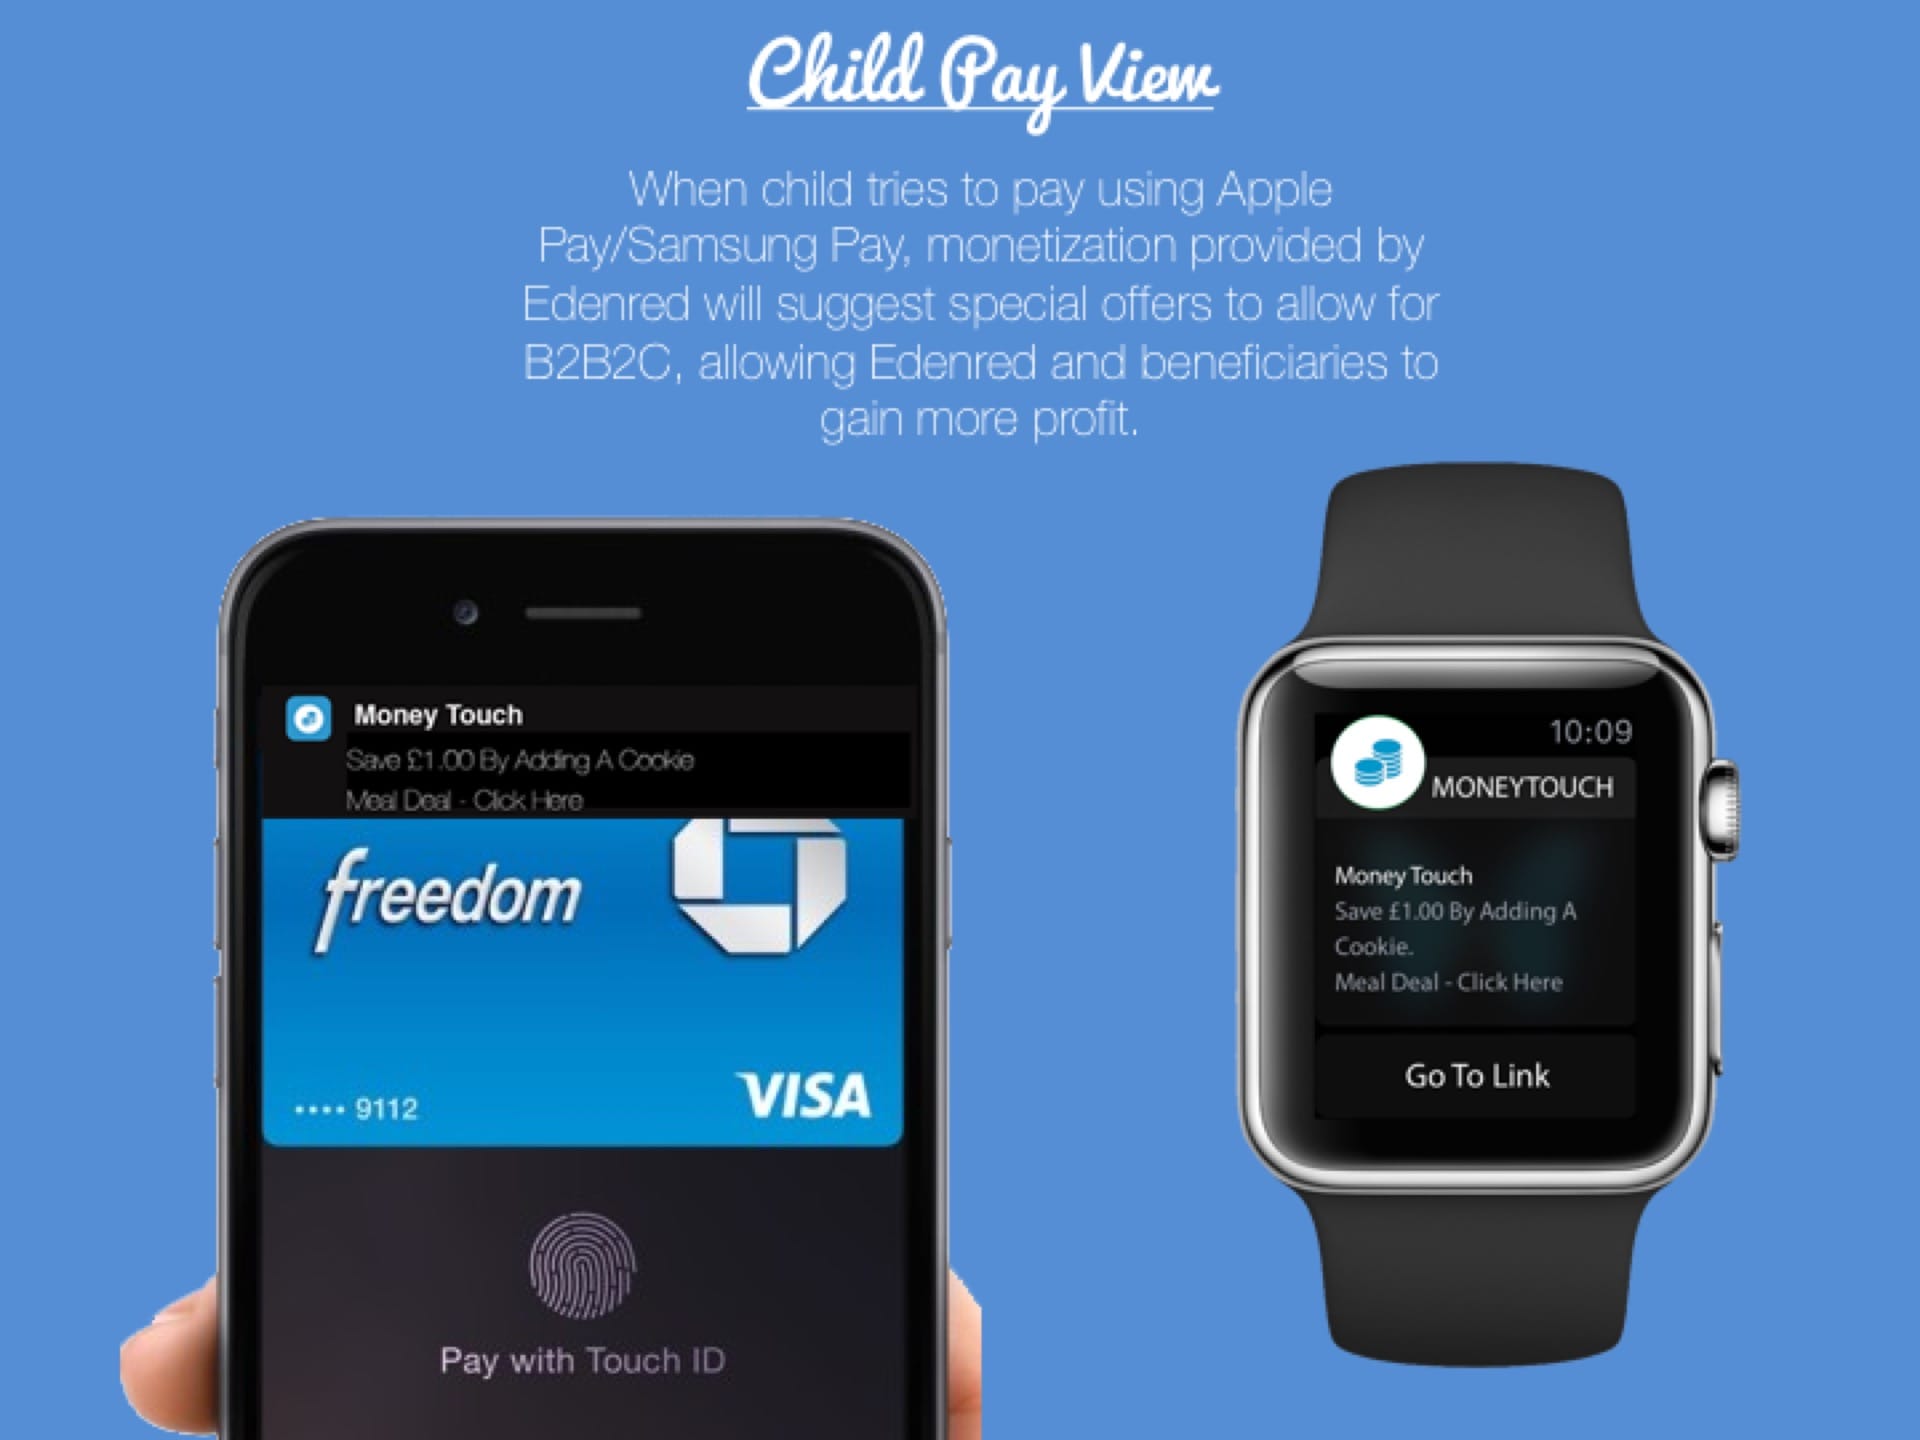 Child Pay View
When child tries to pay using Apple
Pay/Samsung Pay, monetization provided by
Edenred will suggest special offers to allow for
B2B2C, allowing Edenred and beneficiaries to
gain more profit.
Money Touch
Save £1.00 By Adding A Cookie
Meal Deal - Click Here
freedom
•••• 9112
VISA
Pay with Touch ID
10:09
MONEYTOUCH
Money Touch
Save £1.00 By Adding A
Cookie.
Meal Deal - Click Here
Go To Link